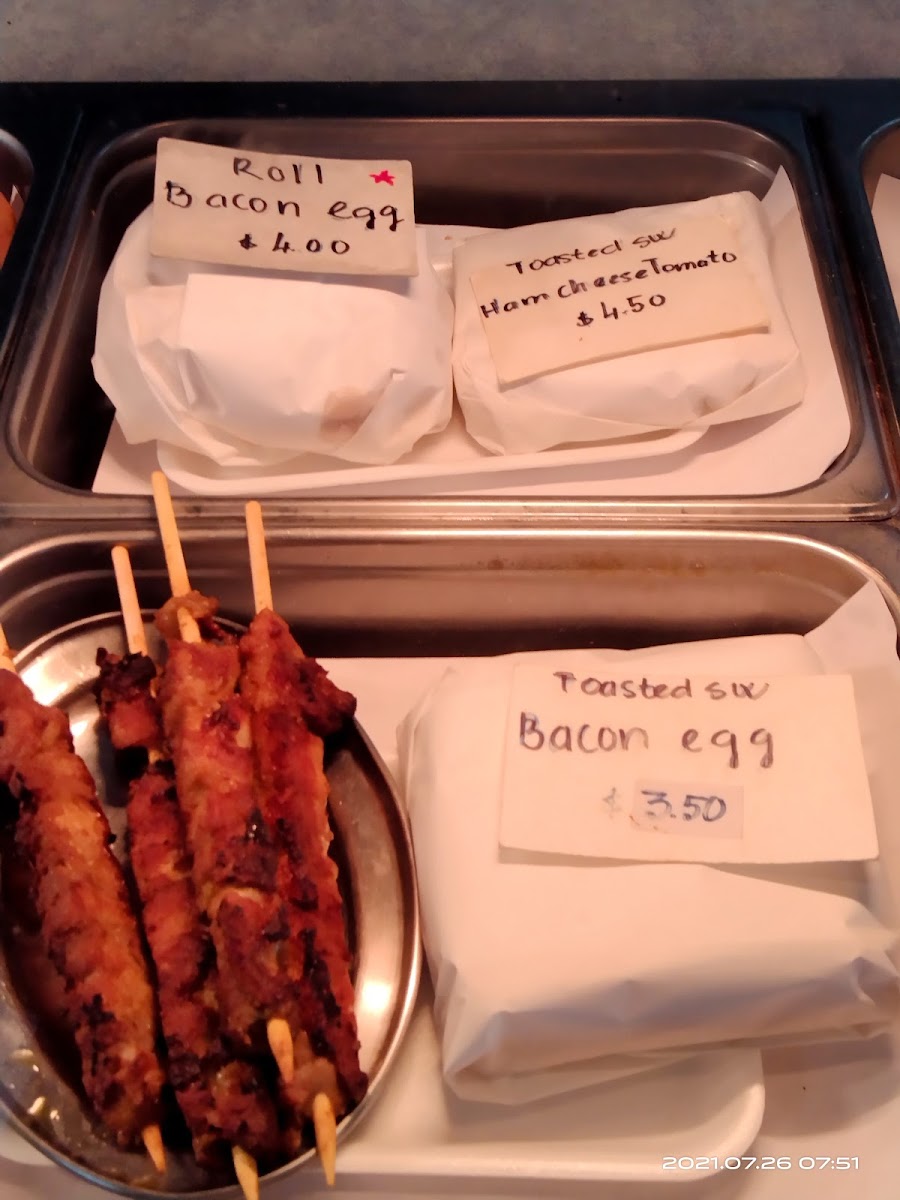 Roll
Bacon egg
$ 4.00
Toasted sw
Ham Cheese Tomato
$ 4.50
Toasted sw
Bacon egg
$ 3.50
2021.07.26 07:51